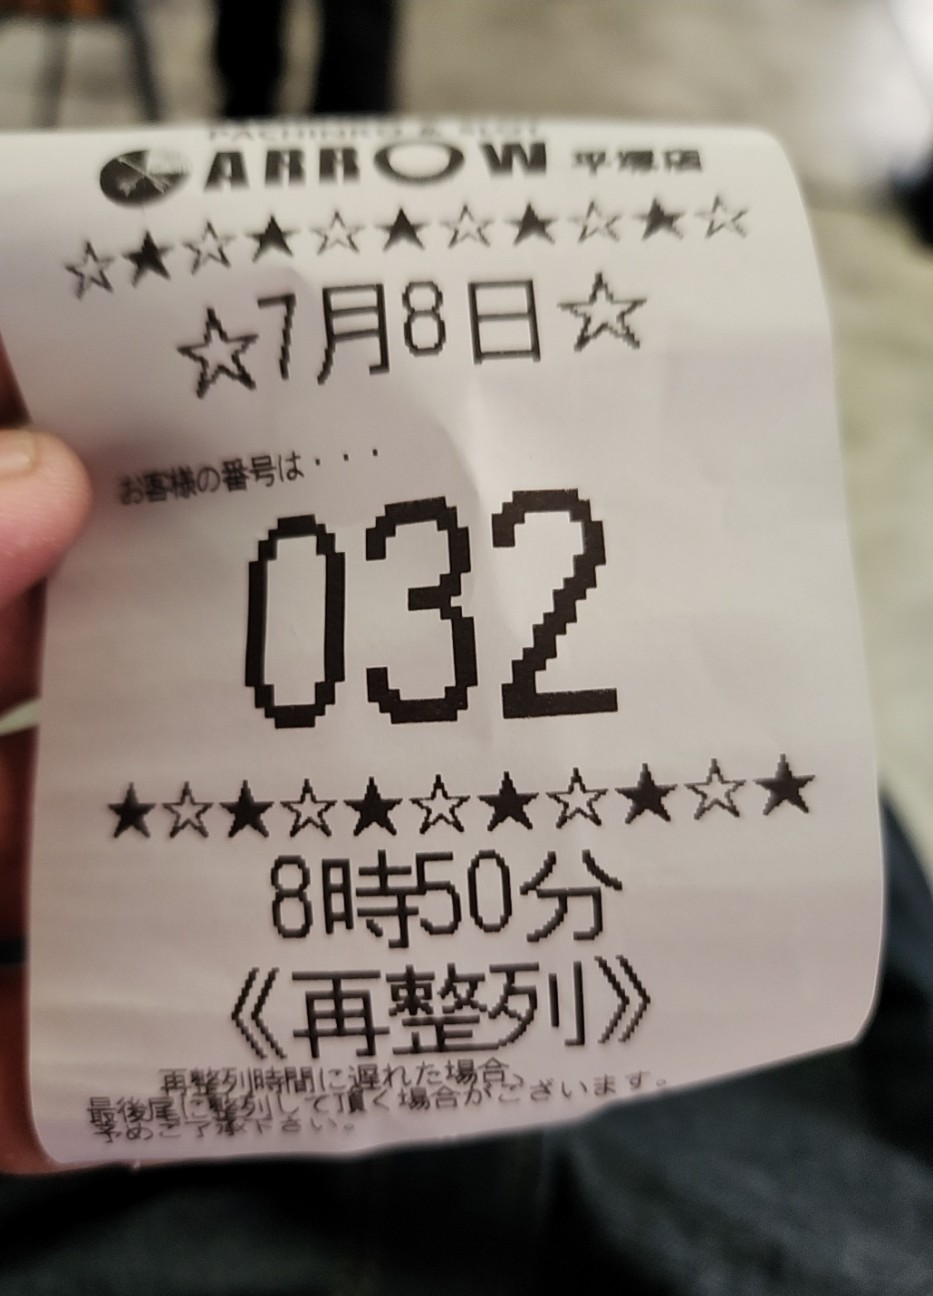 PACHINKO & SLOT
ARROW 平塚店
☆★☆★☆★☆★☆★☆
☆7月8日☆
お客様の番号は・・・
032
★☆★☆★☆★☆★☆★
8時50分
《再整列》
再整列時間に遅れた場合、
最後尾に整列して頂く場合がございます。
予めご了承下さい。